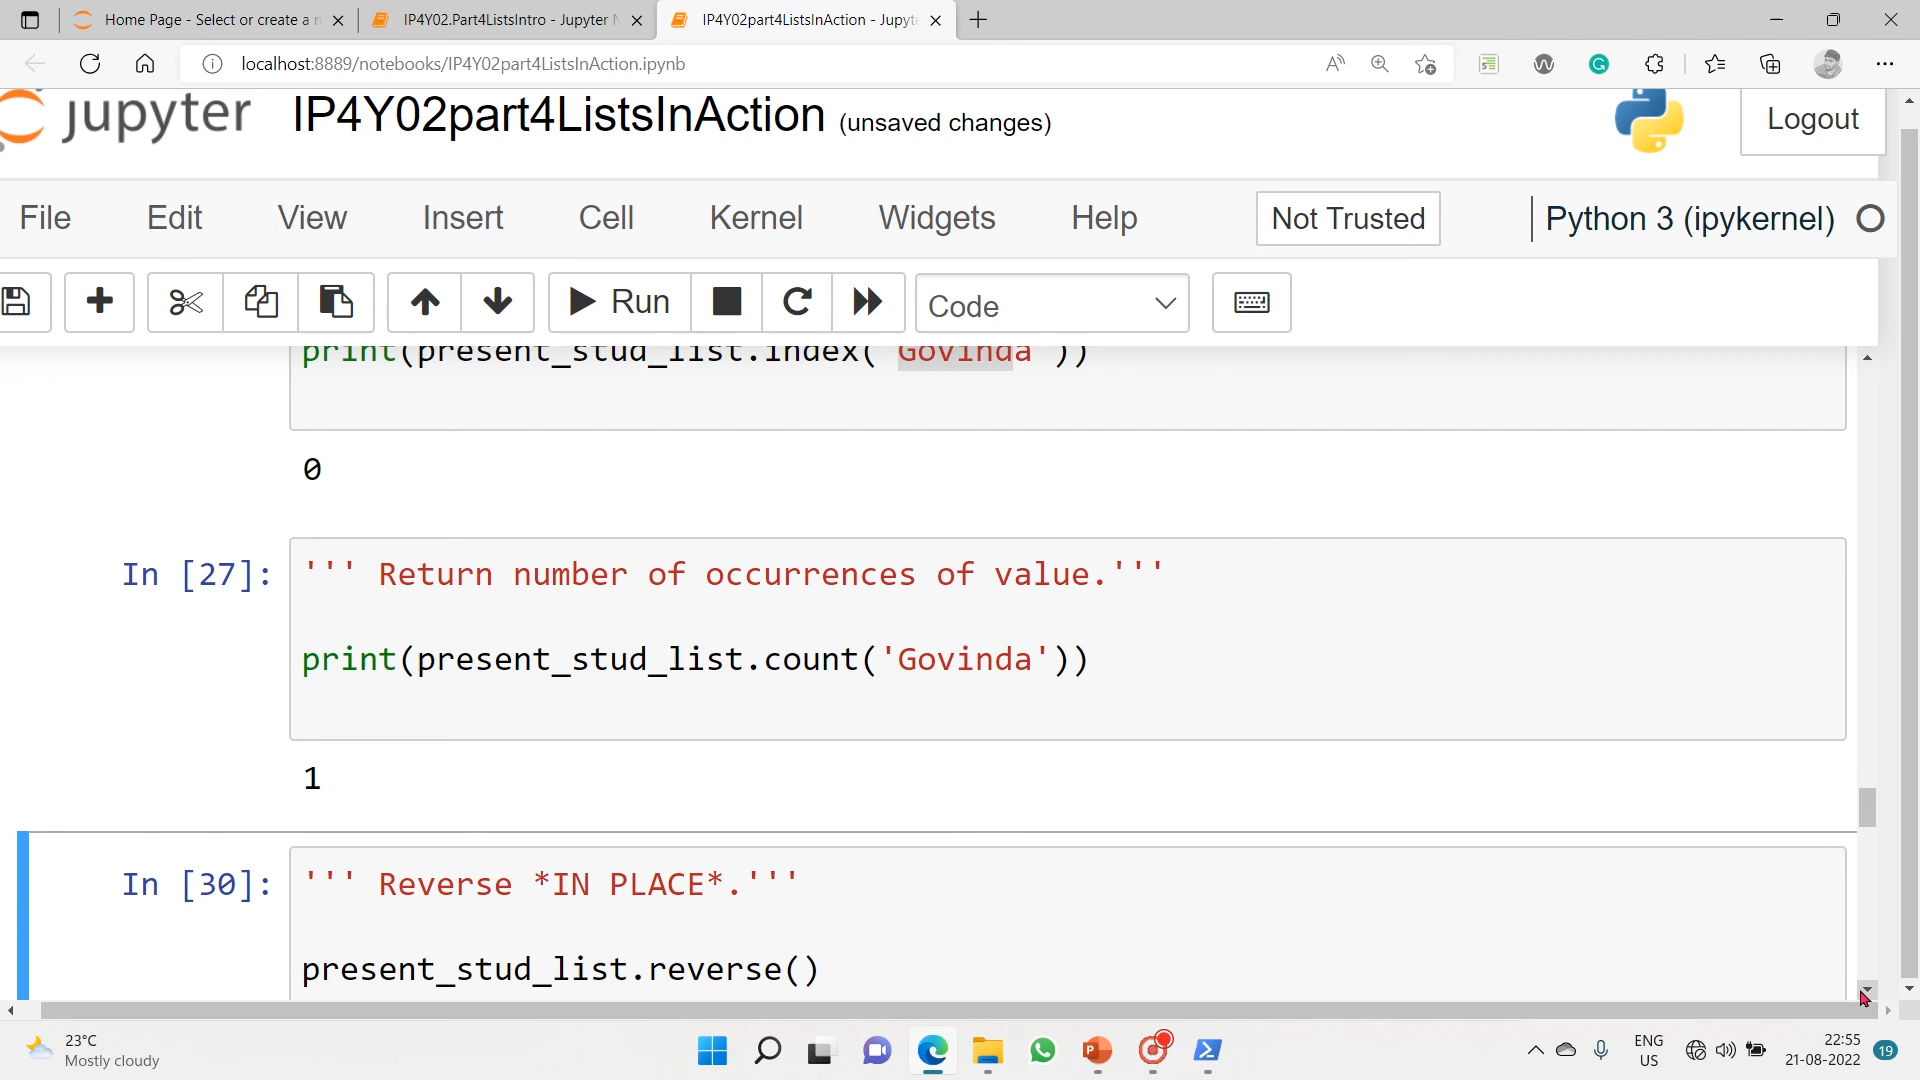 Home Page - Select or create a n
IP4Y02.Part4ListsIntro - Jupyter N
IP4Y02part4ListsInAction - Jupyt
localhost:8889/notebooks/IP4Y02part4ListsInAction.ipynb
jupyter IP4Y02part4ListsInAction (unsaved changes)
Logout
File Edit View Insert Cell Kernel Widgets Help Not Trusted Python 3 (ipykernel)
Run Code
print(present_stud_list.index('Govinda'))
0
In [27]: ''' Return number of occurrences of value.'''
print(present_stud_list.count('Govinda'))
1
In [30]: ''' Reverse *IN PLACE*.'''
present_stud_list.reverse()
23°C
Mostly cloudy
ENG
US
22:55
21-08-2022
19